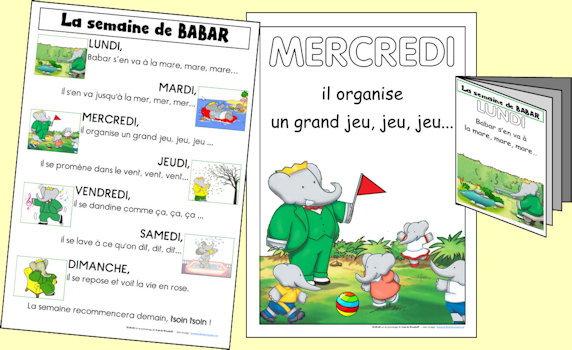 La semaine de BABAR
LUNDI,
Babar s'en va à la mare, mare, mare...
MARDI,
il s'en va jusqu'à la mer, mer, mer...
MERCREDI,
il organise un grand jeu, jeu, jeu ...
JEUDI,
il se promène dans le vent, vent, vent...
VENDREDI,
il se dandine comme ça, ça, ça ...
SAMEDI,
il se lave à ce qu'on dit, dit, dit...
DIMANCHE,
il se repose et voit la vie en rose.
La semaine recommencera demain, tsoin tsoin !
MERCREDI
il organise
un grand jeu, jeu, jeu...
La semaine de BABAR
LUNDI
Babar s'en va à
la mare, mare, mare..